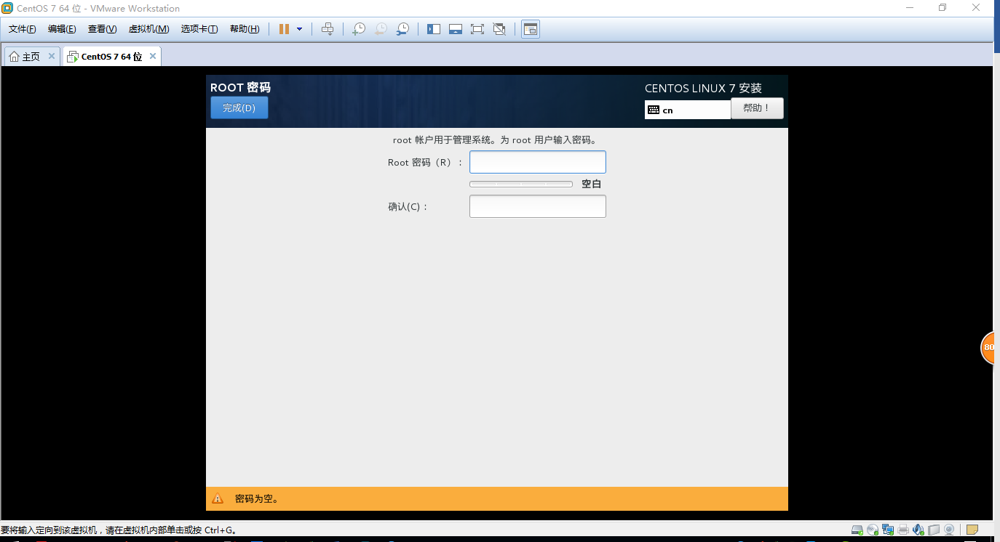 CentOS 7 64 位 - VMware Workstation
文件(F) 编辑(E) 查看(V) 虚拟机(M) 选项卡(T) 帮助(H)
主页 CentOS 7 64 位
ROOT 密码
CENTOS LINUX 7 安装
完成(D)
cn
帮助！
root 帐户用于管理系统。为 root 用户输入密码。
Root 密码（R）：
空白
确认(C)：
80
密码为空。
要将输入定向到该虚拟机，请在虚拟机内部单击或按 Ctrl+G。